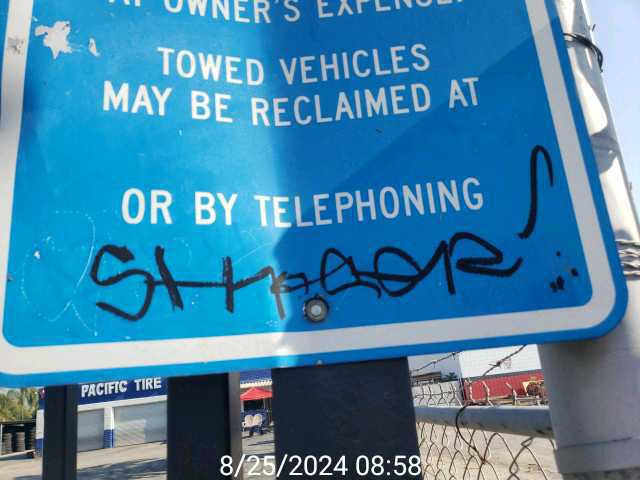 AT OWNER'S EXPENSE.
TOWED VEHICLES
MAY BE RECLAIMED AT
OR BY TELEPHONING
PACIFIC TIRE
8/25/2024 08:58